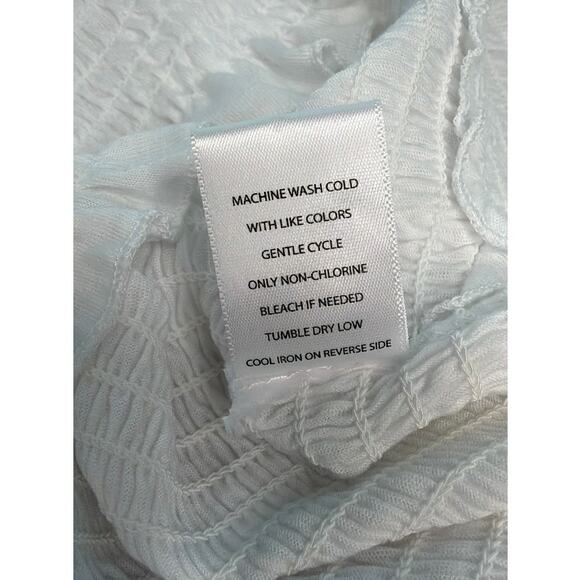 MACHINE WASH COLD
WITH LIKE COLORS
GENTLE CYCLE
ONLY NON-CHLORINE
BLEACH IF NEEDED
TUMBLE DRY LOW
COOL IRON ON REVERSE SIDE